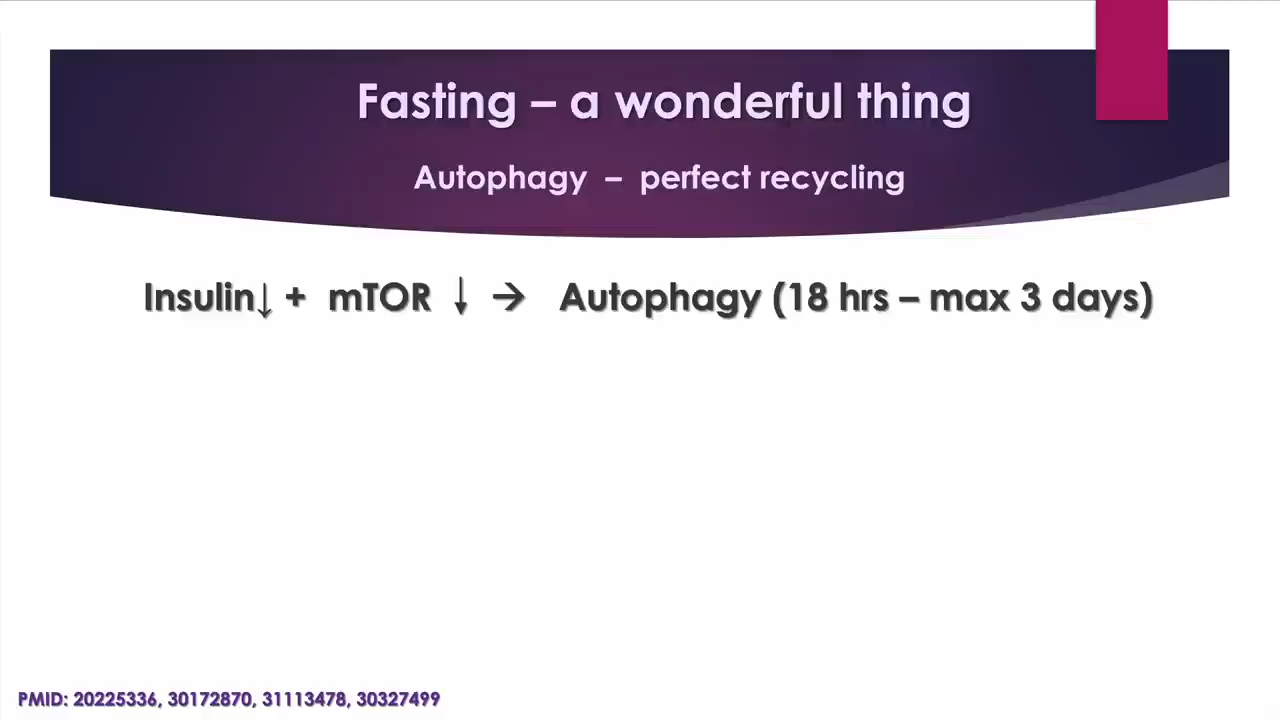 Fasting – a wonderful thing
Autophagy – perfect recycling
Insulin↓ + mTOR ↓ → Autophagy (18 hrs – max 3 days)
PMID: 20225336, 30172870, 31113478, 30327499